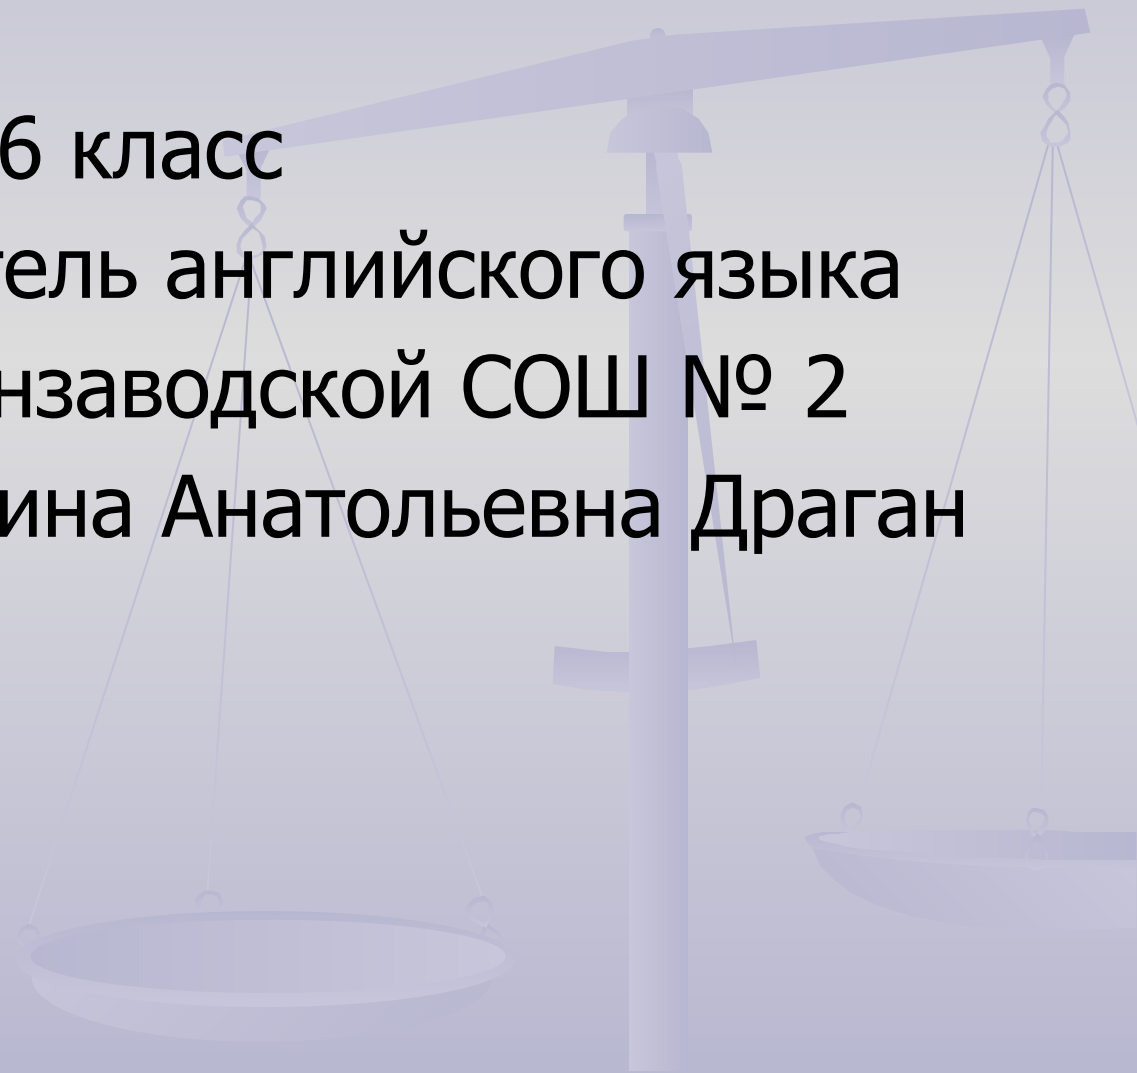 6 класс
тель английского языка
нзаводской СОШ № 2
ина Анатольевна Драган